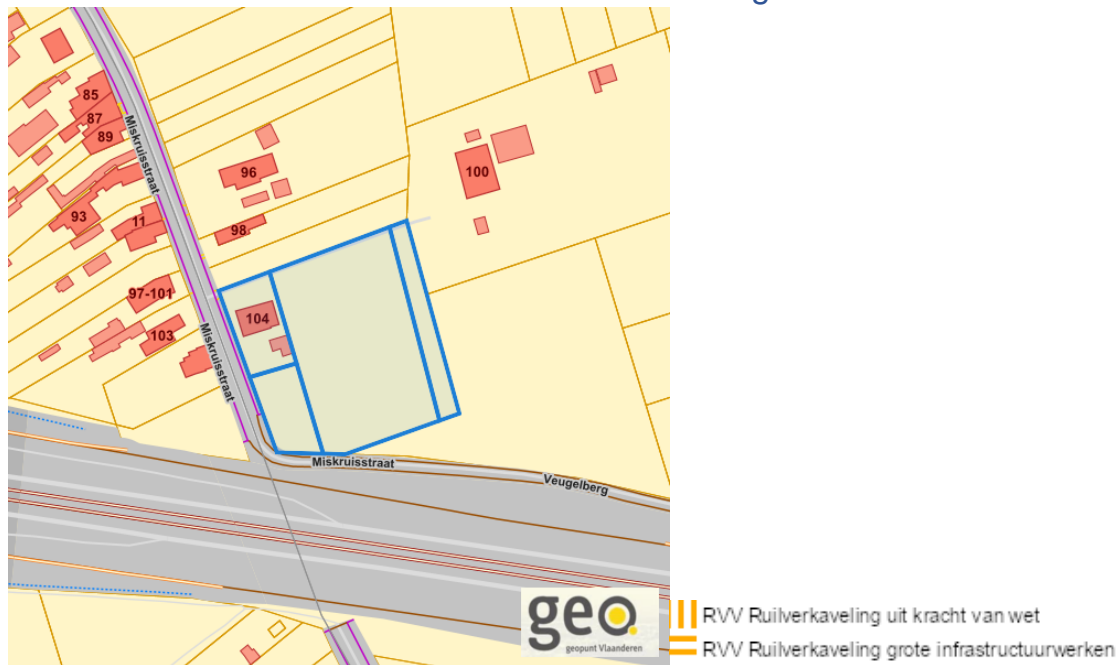 85
87
89
Miskruisstraat
96
100
93
11
98
97-101
104
103
Miskruisstraat
Miskruisstraat
Veugelberg
geo.
geopunt Vlaanderen
RVV Ruilverkaveling uit kracht van wet
RVV Ruilverkaveling grote infrastructuurwerken